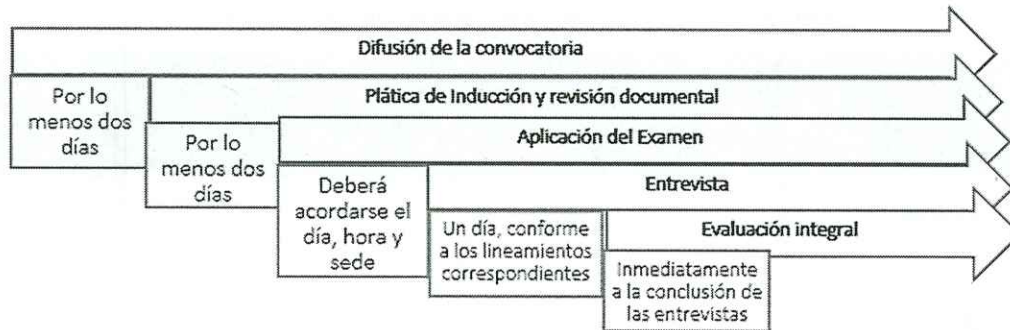 Difusión de la convocatoria
Por lo
menos dos
días
Plática de Inducción y revisión documental
Por lo
menos dos
días
Aplicación del Examen
Deberá
acordarse el
día, hora y
sede
Entrevista
Un día, conforme
a los lineamientos
correspondientes
Evaluación integral
Inmediatamente
a la conclusión de
las entrevistas